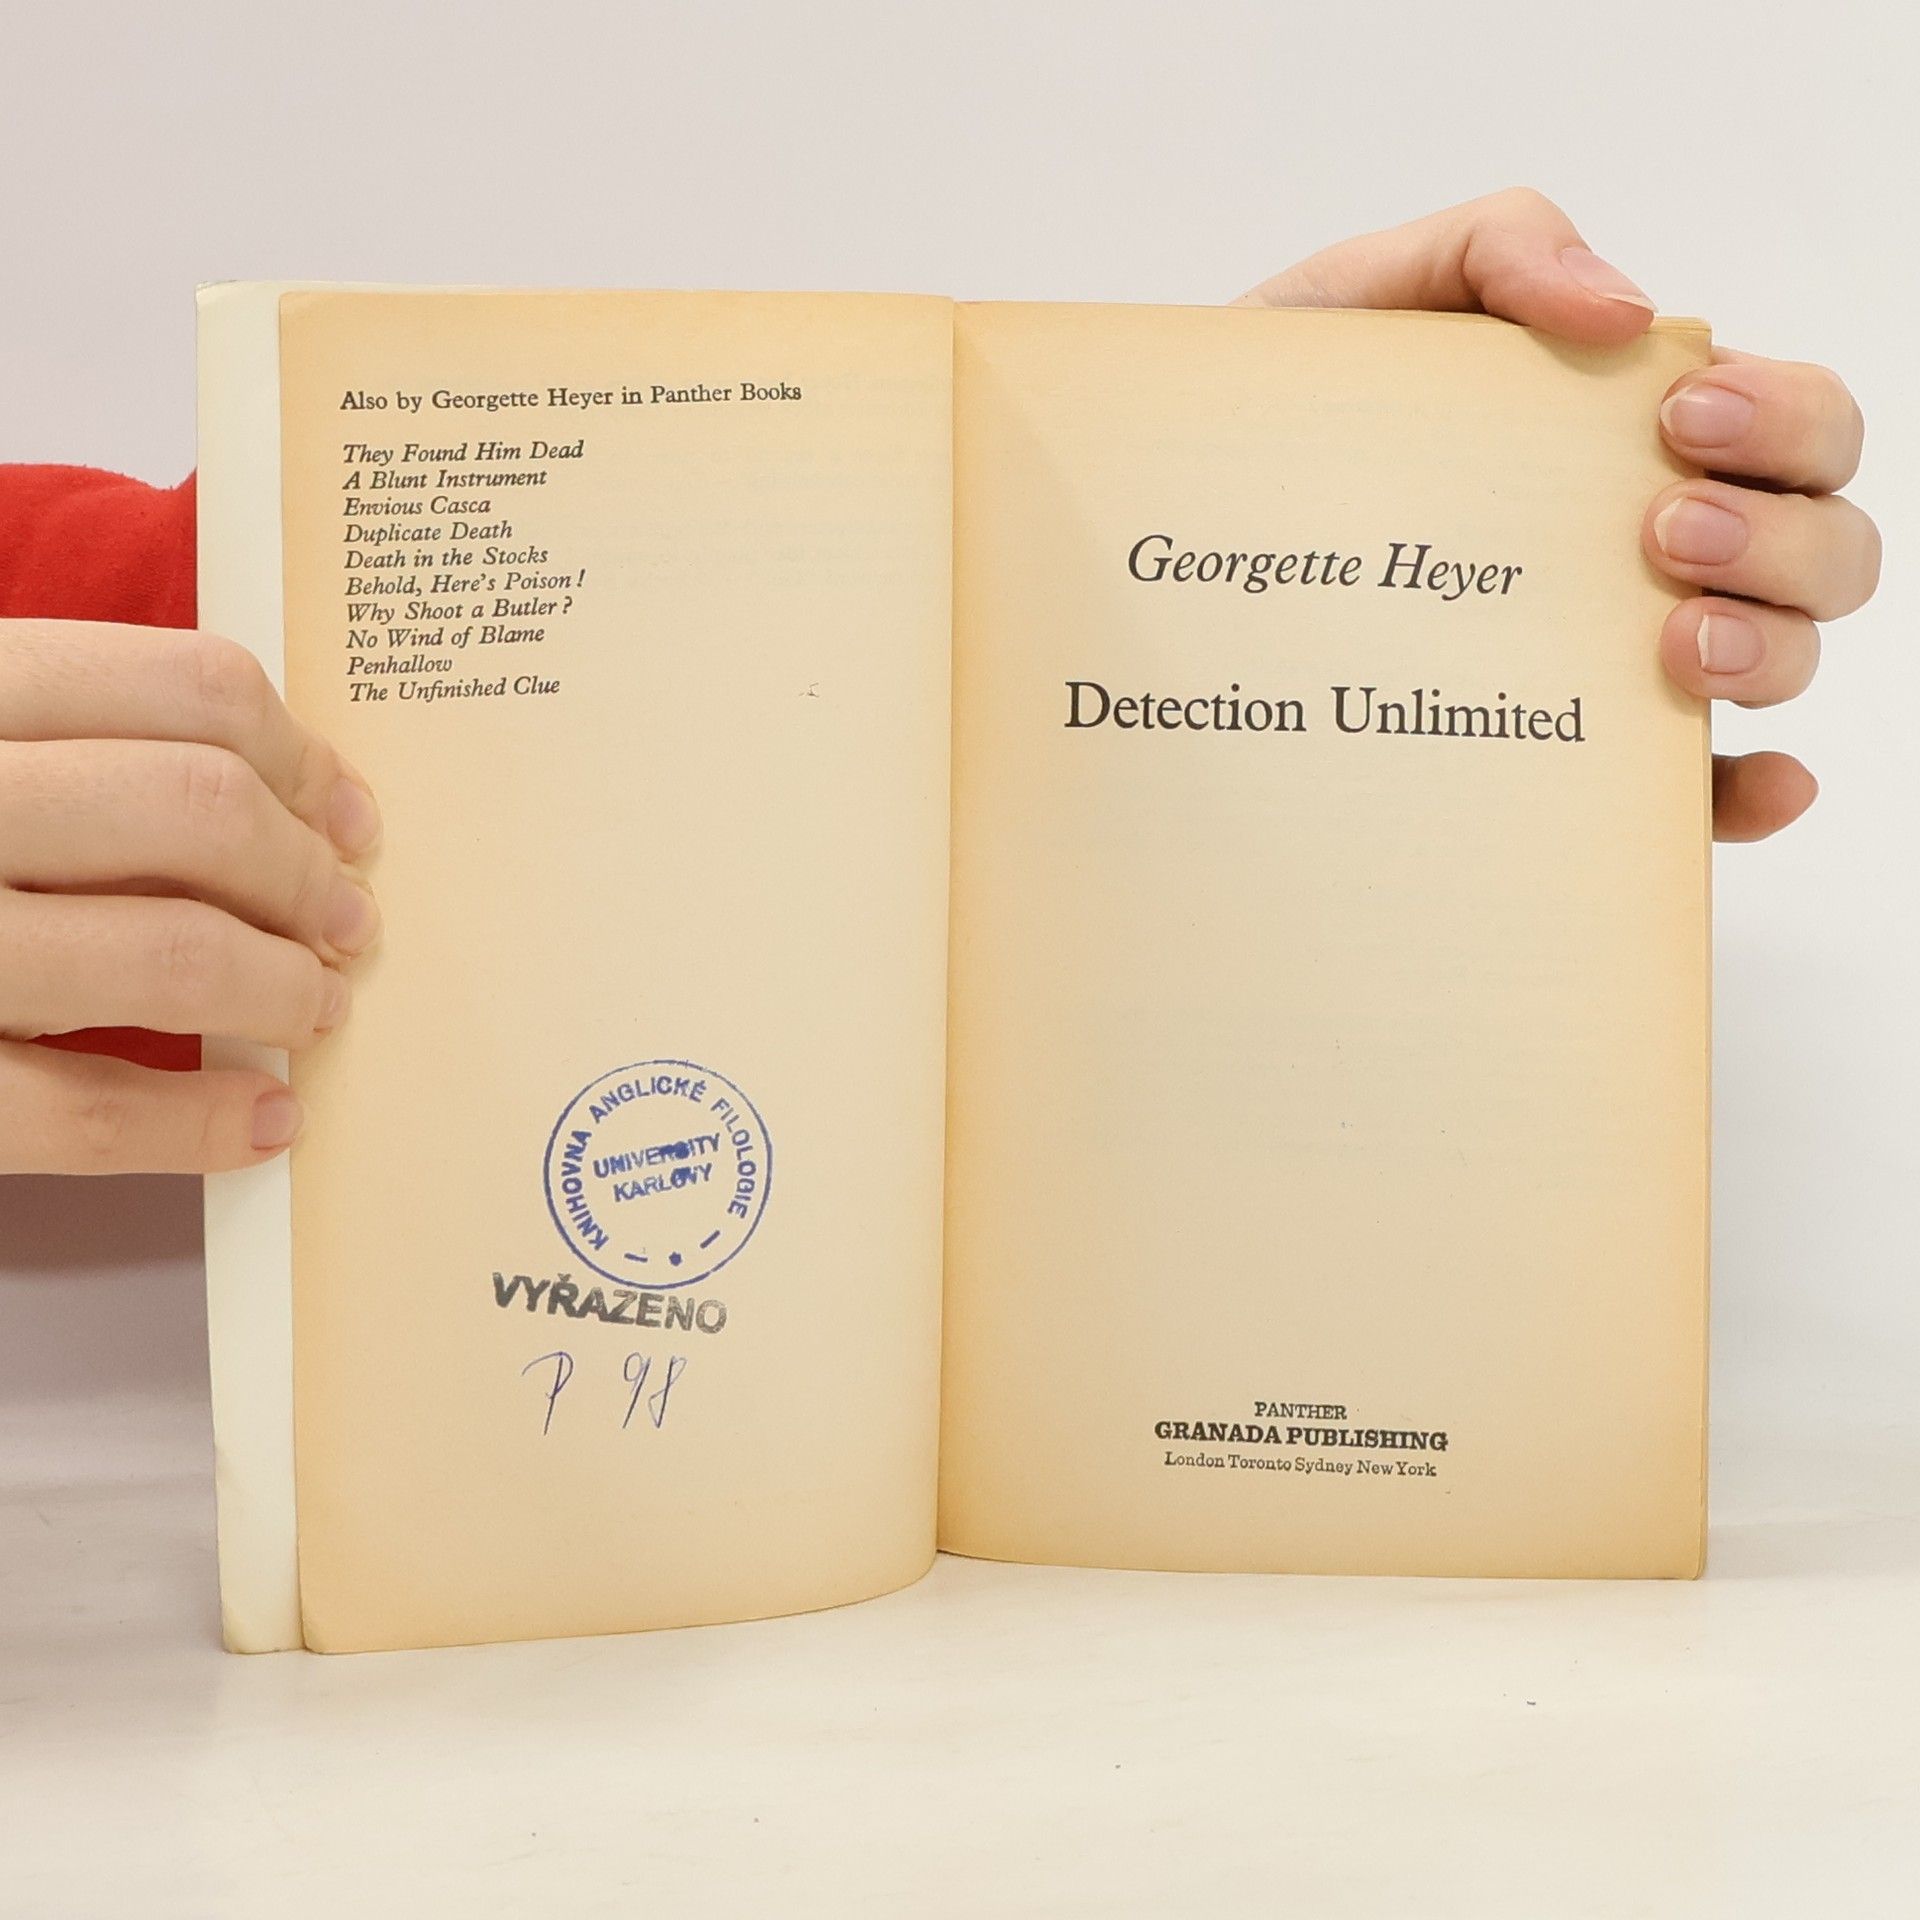 Also by Georgette Heyer in Panther Books
They Found Him Dead
A Blunt Instrument
Envious Casca
Duplicate Death
Death in the Stocks
Behold, Here's Poison!
Why Shoot a Butler?
No Wind of Blame
Penhallow
The Unfinished Clue
KNIHOVNA ANGLICKÉ FILOLOGIE
UNIVERSITY
KARLOVY
VYŘAZENO
P 98
Georgette Heyer
Detection Unlimited
PANTHER
GRANADA PUBLISHING
London Toronto Sydney New York